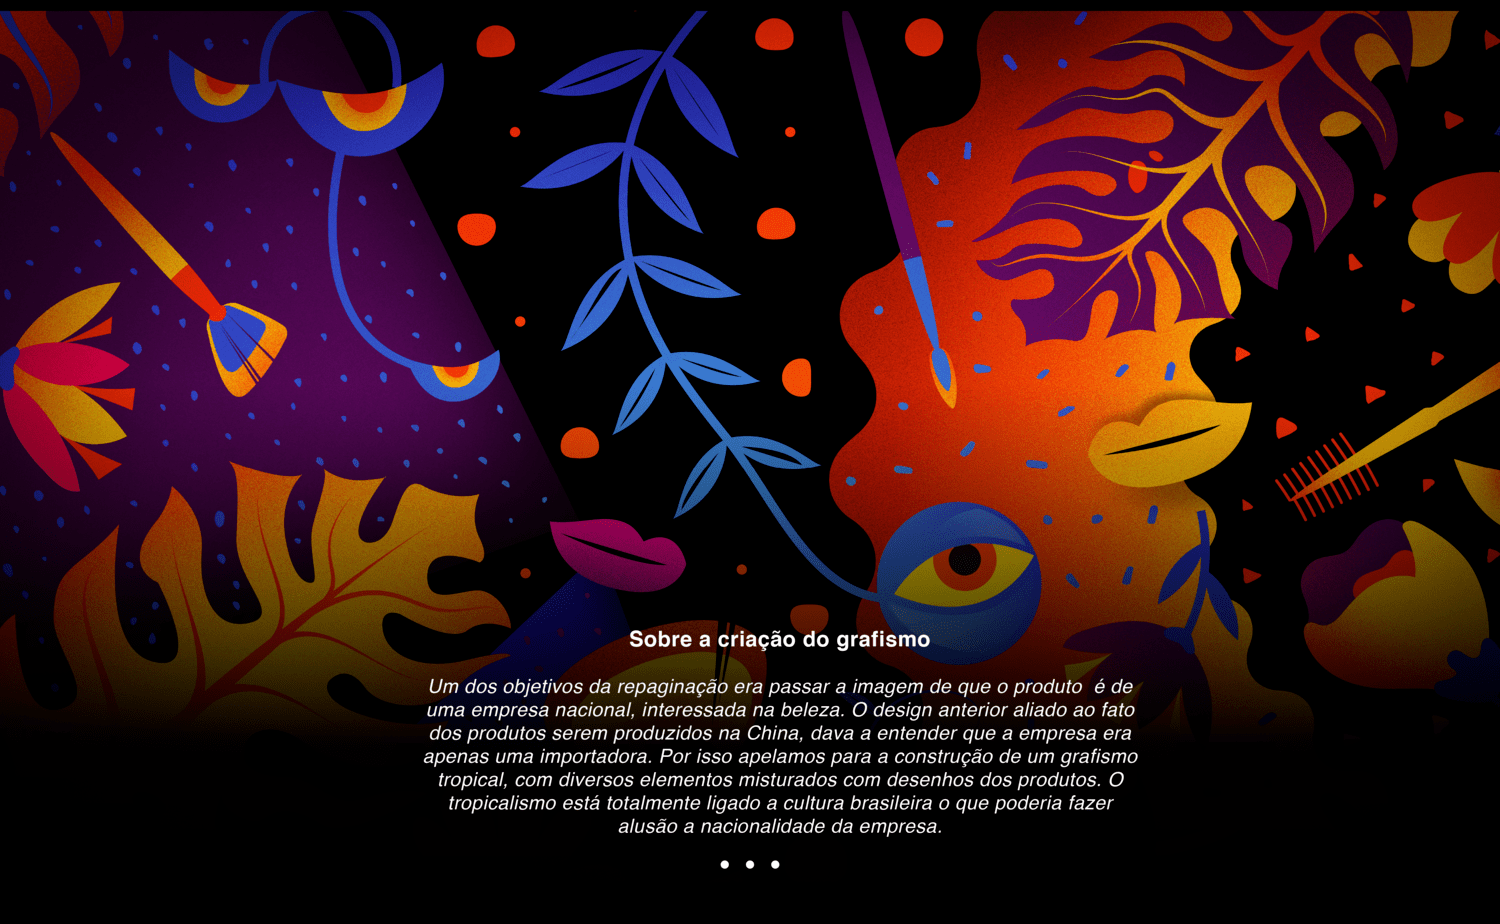 Sobre a criação do grafismo
Um dos objetivos da repaginação era passar a imagem de que o produto  é de
uma empresa nacional, interessada na beleza. O design anterior aliado ao fato
dos produtos serem produzidos na China, dava a entender que a empresa era
apenas uma importadora. Por isso apelamos para a construção de um grafismo
tropical, com diversos elementos misturados com desenhos dos produtos. O
tropicalismo está totalmente ligado a cultura brasileira o que poderia fazer
alusão a nacionalidade da empresa.
• • •